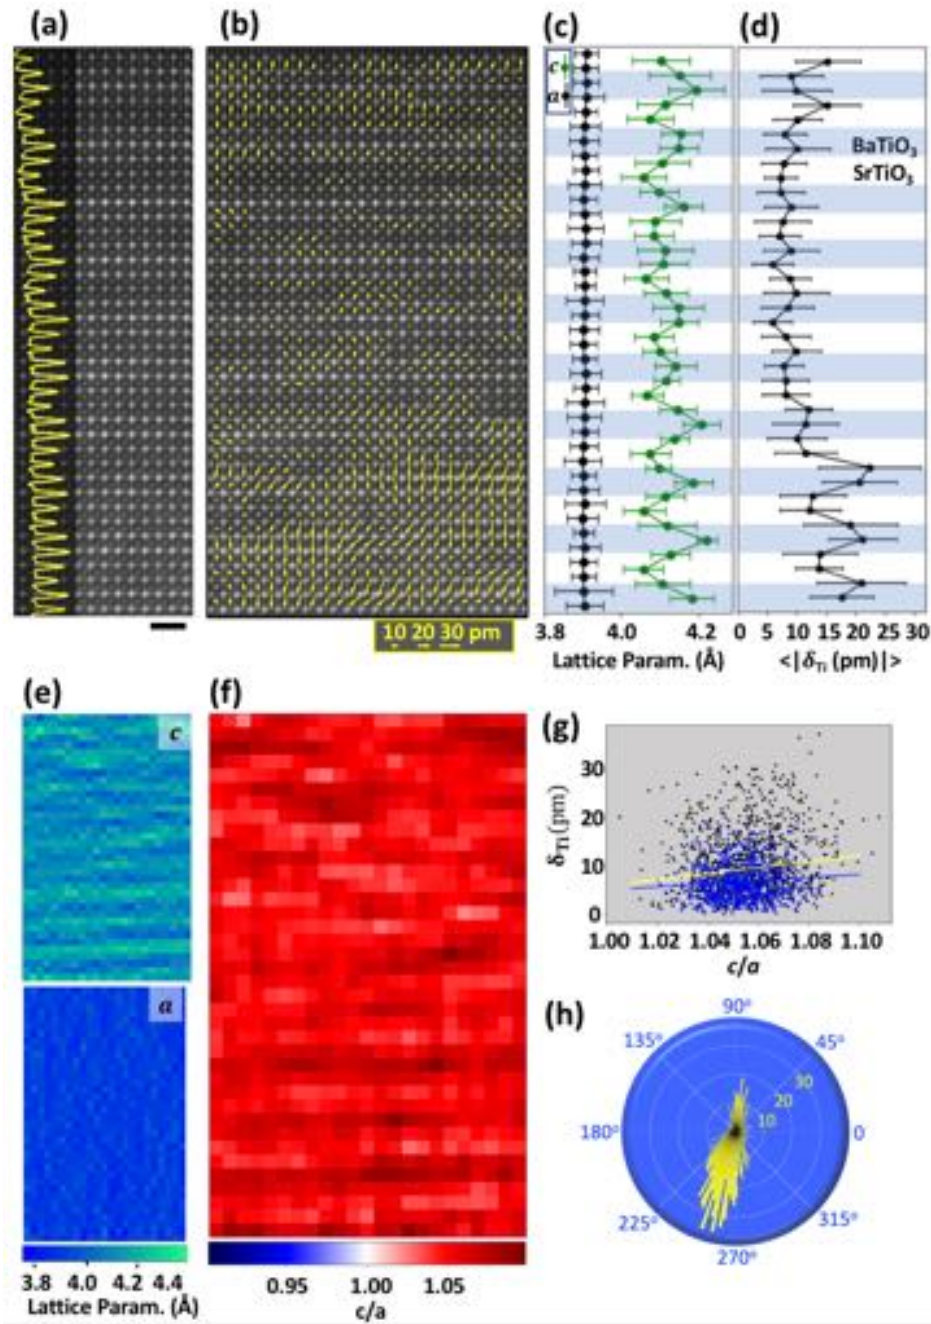 (a)
(b)
(c)
(d)
c
a
BaTiO₃
SrTiO₃
10 20 30 pm
3.8 4.0 4.2
Lattice Param. (Å)
0 5 10 15 20 25 30
<|δTi (pm)|>
(e)
(f)
(g)
c
a
30
20
10
0
δTi (pm)
1.00 1.02 1.04 1.06 1.08 1.10
c/a
(h)
90°
135°
45°
30
20
10
180°
0
225°
315°
270°
3.8 4.0 4.2 4.4
Lattice Param. (Å)
0.95 1.00 1.05
c/a